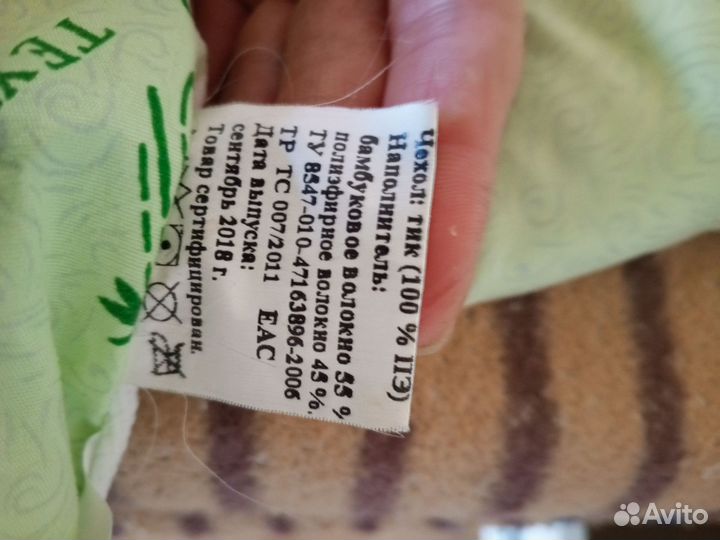 Чехол: тик (100 % ПЭ)
Наполнитель:
бамбуковое волокно 55 %
полиэфирное волокно 45 %.
ТУ 8547-010-47163896-2006
ТР ТС 007/2011 ЕАС
Дата выпуска:
сентябрь 2018 г.
Товар сертифицирован.
TEX
Avito